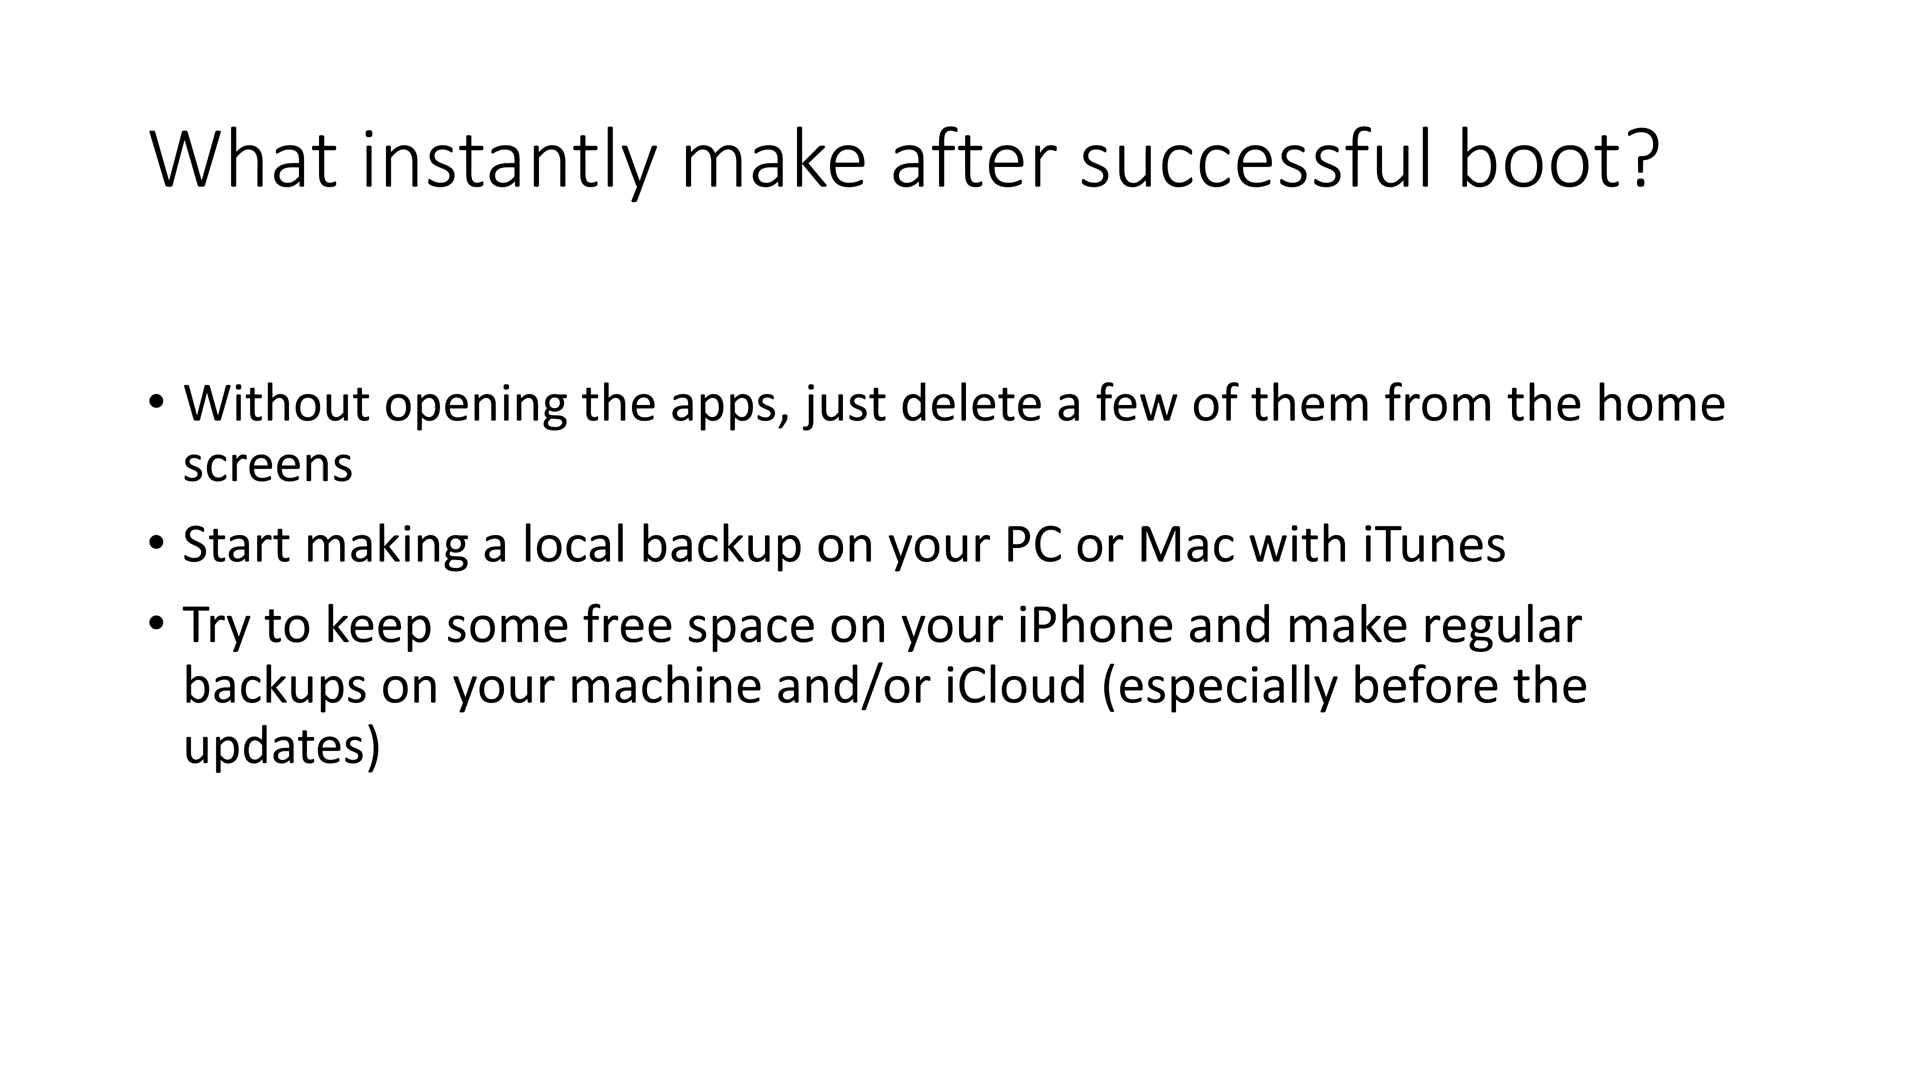 What instantly make after successful boot?
• Without opening the apps, just delete a few of them from the home
screens
• Start making a local backup on your PC or Mac with iTunes
• Try to keep some free space on your iPhone and make regular
backups on your machine and/or iCloud (especially before the
updates)